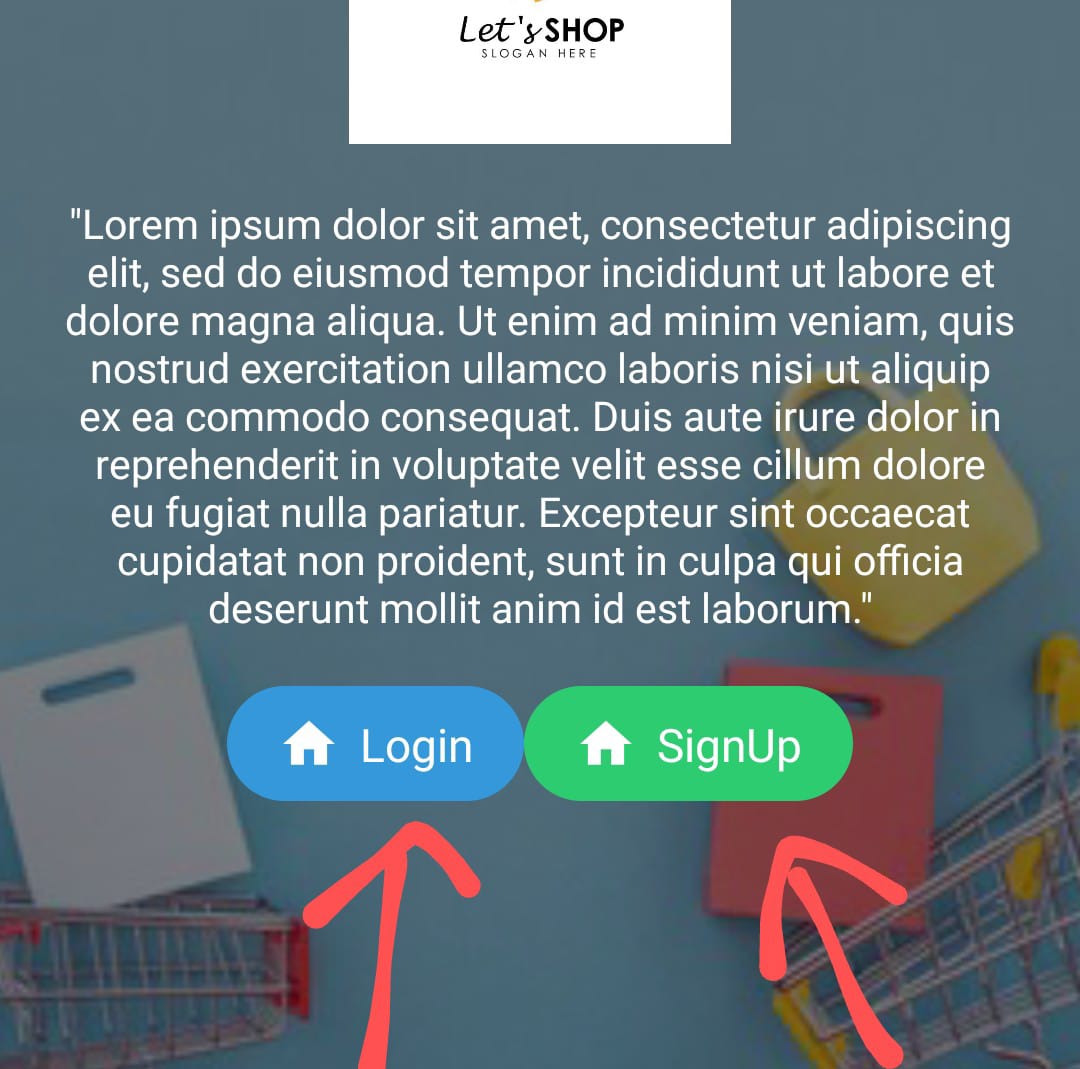 Let's SHOP
SLOGAN HERE
"Lorem ipsum dolor sit amet, consectetur adipiscing
elit, sed do eiusmod tempor incididunt ut labore et
dolore magna aliqua. Ut enim ad minim veniam, quis
nostrud exercitation ullamco laboris nisi ut aliquip
ex ea commodo consequat. Duis aute irure dolor in
reprehenderit in voluptate velit esse cillum dolore
eu fugiat nulla pariatur. Excepteur sint occaecat
cupidatat non proident, sunt in culpa qui officia
deserunt mollit anim id est laborum."
Login SignUp